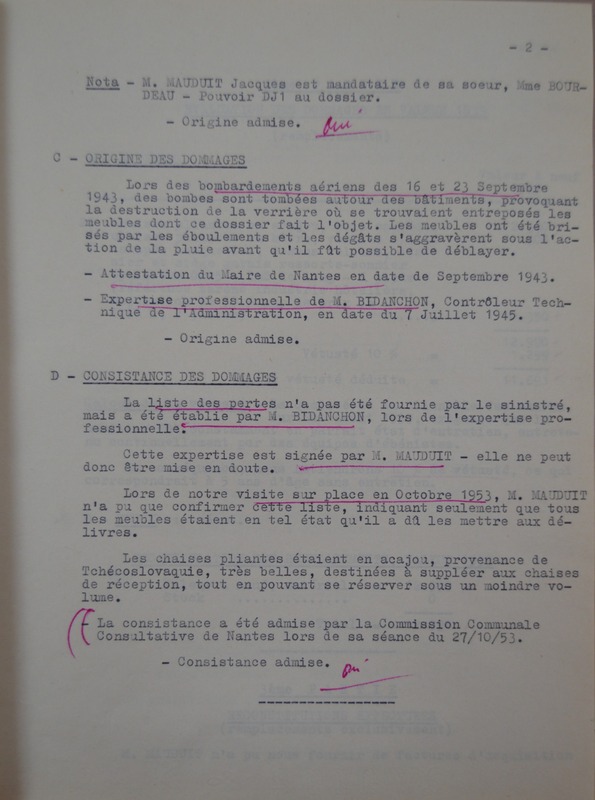 - 2 -
Nota - M. MAUDUIT Jacques est mandataire de sa soeur, Mme BOUR-
DEAU - Pouvoir DJ1 au dossier.
- Origine admise. oui
C - ORIGINE DES DOMMAGES
Lors des bombardements aériens des 16 et 23 Septembre
1943, des bombes sont tombées autour des bâtiments, provoquant
la destruction de la verrière où se trouvaient entreposés les
meubles dont ce dossier fait l'objet. Les meubles ont été bri-
sés par les éboulements et les dégâts s'aggravèrent sous l'ac-
tion de la pluie avant qu'il fût possible de déblayer.
- Attestation du Maire de Nantes en date de Septembre 1943.
- Expertise professionnelle de M. BIDANCHON, Contrôleur Tech-
nique de l'Administration, en date du 7 Juillet 1945.
- Origine admise.
D - CONSISTANCE DES DOMMAGES
La liste des pertes n'a pas été fournie par le sinistré,
mais a été établie par M. BIDANCHON, lors de l'expertise pro-
fessionnelle.
Cette expertise est signée par M. MAUDUIT - elle ne peut
donc être mise en doute.
Lors de notre visite sur place en Octobre 1953, M. MAUDUIT
n'a pu que confirmer cette liste, indiquant seulement que tous
les meubles étaient en tel état qu'il a dû les mettre aux dé-
livres.
Les chaises pliantes étaient en acajou, provenance de
Tchécoslovaquie, très belles, destinées à suppléer aux chaises
de réception, tout en pouvant se réserver sous un moindre vo-
lume.
- La consistance a été admise par la Commission Communale
Consultative de Nantes lors de sa séance du 27/10/53.
- Consistance admise. oui